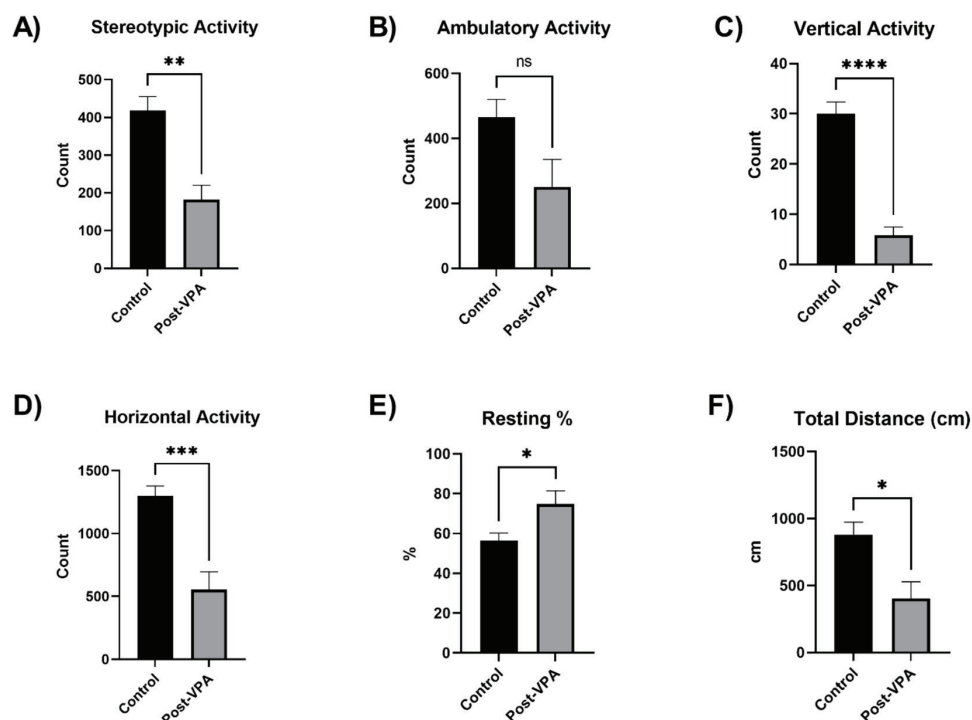 A)
Stereotypic Activity
**
500
400
300
200
100
0
Count
Control
Post-VPA
B)
Ambulatory Activity
ns
600
400
200
0
Count
Control
Post-VPA
C)
Vertical Activity
****
40
30
20
10
0
Count
Control
Post-VPA
D)
Horizontal Activity
***
1500
1000
500
0
Count
Control
Post-VPA
E)
Resting %
*
100
80
60
40
20
0
%
Control
Post-VPA
F)
Total Distance (cm)
*
1500
1000
500
0
cm
Control
Post-VPA